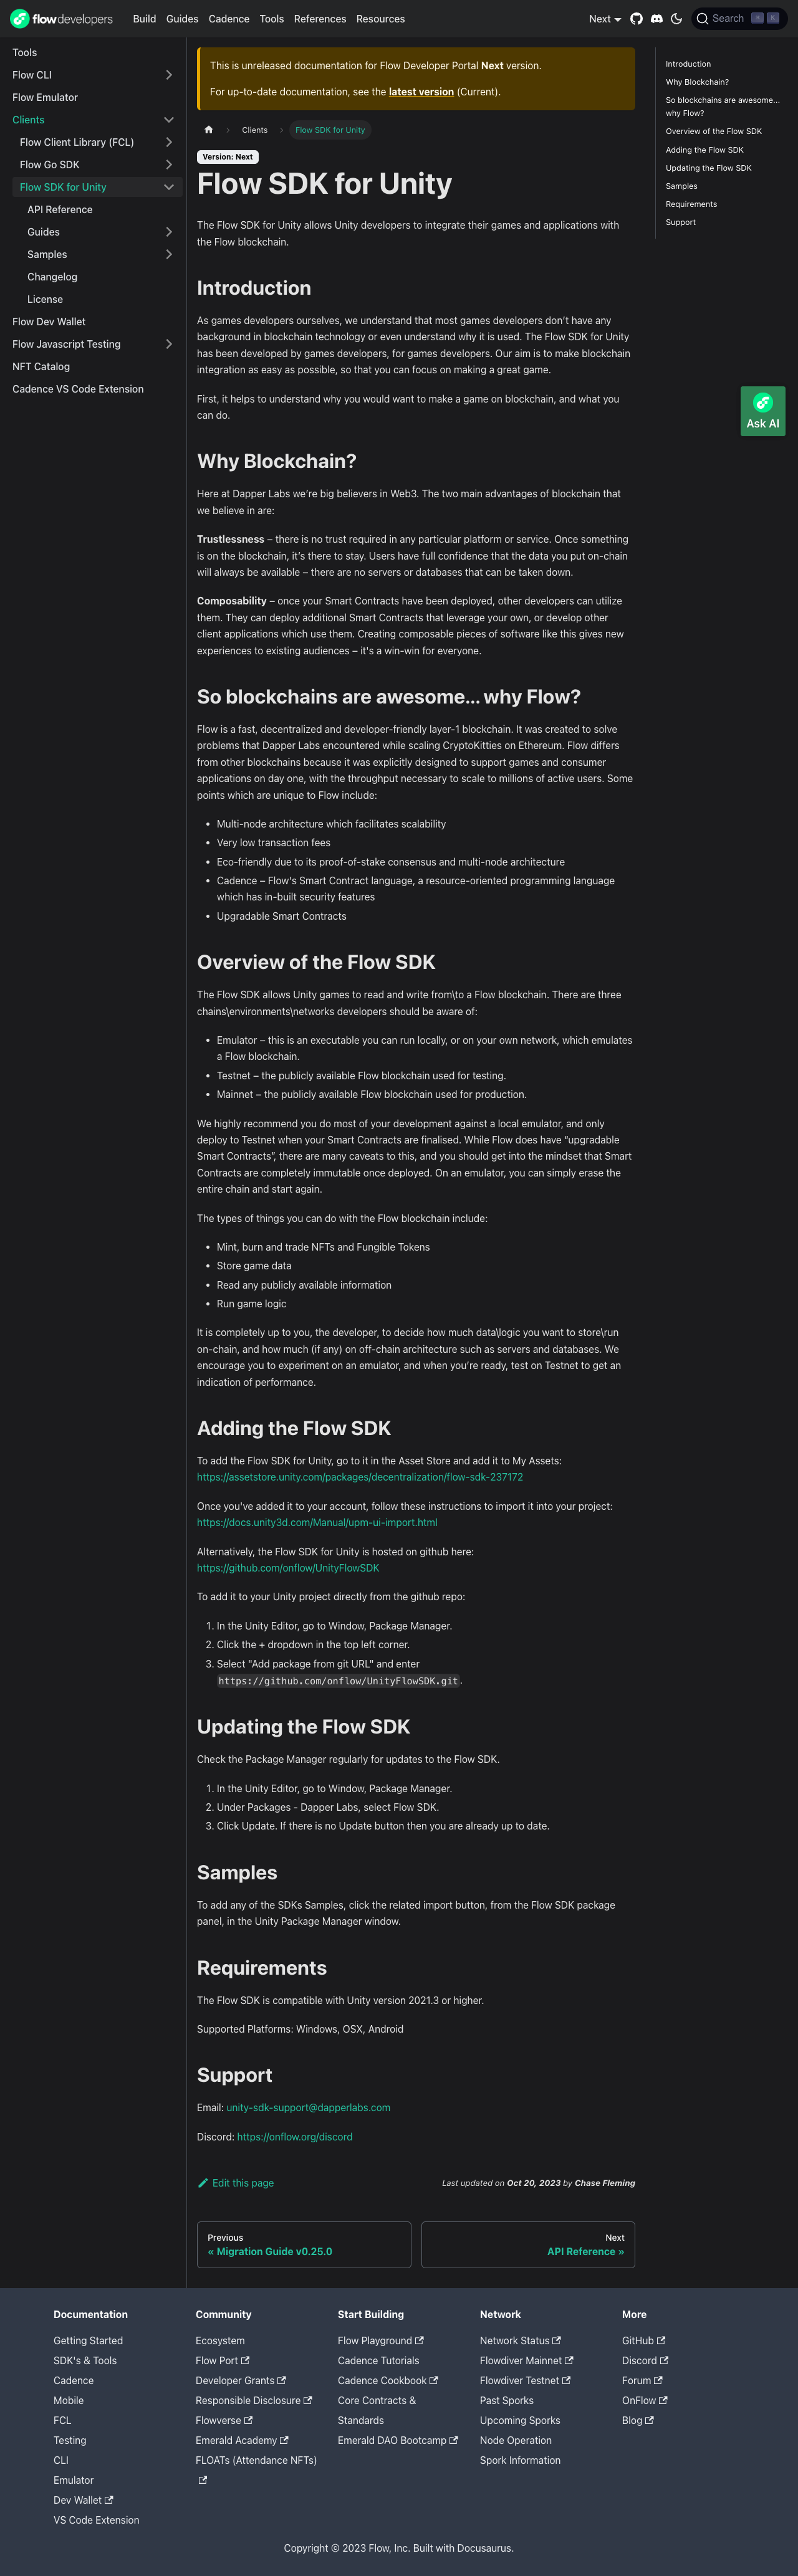 flow developers
Build Guides Cadence Tools References Resources
Next
Search
Tools
Flow CLI
Flow Emulator
Clients
Flow Client Library (FCL)
Flow Go SDK
Flow SDK for Unity
API Reference
Guides
Samples
Changelog
License
Flow Dev Wallet
Flow Javascript Testing
NFT Catalog
Cadence VS Code Extension
This is unreleased documentation for Flow Developer Portal Next version.
For up-to-date documentation, see the latest version (Current).
Clients
Flow SDK for Unity
Version: Next
Flow SDK for Unity
The Flow SDK for Unity allows Unity developers to integrate their games and applications with
the Flow blockchain.
Introduction
As games developers ourselves, we understand that most games developers don’t have any
background in blockchain technology or even understand what it is used for. The Flow SDK for Unity
has been developed by games developers, for games developers. Our aim is to make blockchain
integration as easy as possible, so that you can focus on making a great game.
First, it helps to understand why you would want to make a game on blockchain, and what you
can do.
Why Blockchain?
Here at Dapper Labs we’re big believers in Web3. The two main advantages of blockchain that
we believe in are:
Trustlessness – there is no trust required in any particular platform or service. Once something
is on the blockchain, it’s there to stay. Users have full confidence that the data you put on-chain
will always be available – there are no servers or databases that can be taken down.
Composability – once your Smart Contracts have been deployed, other developers can utilize
them. They can deploy additional Smart Contracts that leverage your own, or develop other
client applications which use them. Creating composable pieces of software like this gives new
experiences to existing audiences – it's a win-win for everyone.
So blockchains are awesome... why Flow?
Flow is a fast, decentralized and developer-friendly layer-1 blockchain. It was created to solve
problems that Dapper Labs encountered while scaling CryptoKitties on Ethereum. Flow differs
from other blockchains because it was explicitly designed to support games and consumer
applications on day one, with the throughput necessary to scale to millions of active users. Some
points which are unique to Flow include:
• Multi-node architecture which facilitates scalability
• Very low transaction fees
• Eco-friendly due to its proof-of-stake consensus and multi-node architecture
• Cadence – Flow's Smart Contract language, a resource-oriented programming language
which has in-built security features
• Upgradable Smart Contracts
Overview of the Flow SDK
The Flow SDK allows Unity games to read and write from\to a Flow blockchain. There are three
chains\environments\networks developers should be aware of:
• Emulator – this is an executable you can run locally, or on your own network, which emulates
a Flow blockchain.
• Testnet – the publicly available Flow blockchain used for testing.
• Mainnet – the publicly available Flow blockchain used for production.
We highly recommend you do most of your development against a local emulator, and only
deploy to Testnet when your Smart Contracts are finalised. While Flow does have “upgradable
Smart Contracts”, there are many caveats to this, and you should get into the mindset that Smart
Contracts are completely immutable once deployed. On an emulator, you can simply erase the
entire chain and start again.
The types of things you can do with the Flow blockchain include:
• Mint, burn and trade NFTs and Fungible Tokens
• Store game data
• Read any publicly available information
• Run game logic
It is completely up to you, the developer, to decide how much data\logic you want to store\run
on-chain, and how much (if any) on off-chain architecture such as servers and databases. We
encourage you to experiment on an emulator, and when you’re ready, test on Testnet to get an
indication of performance.
Adding the Flow SDK
To add the Flow SDK for Unity, go to it in the Asset Store and add it to My Assets:
https://assetstore.unity.com/packages/decentralization/flow-sdk-237172
Once you've added it to your account, follow these instructions to import it into your project:
https://docs.unity3d.com/Manual/upm-ui-import.html
Alternatively, the Flow SDK for Unity is hosted on github here:
https://github.com/onflow/UnityFlowSDK
To add it to your Unity project directly from the github repo:
1. In the Unity Editor, go to Window, Package Manager.
2. Click the + dropdown in the top left corner.
3. Select "Add package from git URL" and enter
https://github.com/onflow/UnityFlowSDK.git.
Updating the Flow SDK
Check the Package Manager regularly for updates to the Flow SDK.
1. In the Unity Editor, go to Window, Package Manager.
2. Under Packages - Dapper Labs, select Flow SDK.
3. Click Update. If there is no Update button then you are already up to date.
Samples
To add any of the SDKs Samples, click the related import button, from the Flow SDK package
panel, in the Unity Package Manager window.
Requirements
The Flow SDK is compatible with Unity version 2021.3 or higher.
Supported Platforms: Windows, OSX, Android
Support
Email: unity-sdk-support@dapperlabs.com
Discord: https://onflow.org/discord
Edit this page
Last updated on Oct 20, 2023 by Chase Fleming
Previous
« Migration Guide v0.25.0
Next
API Reference »
Introduction
Why Blockchain?
So blockchains are awesome...
why Flow?
Overview of the Flow SDK
Adding the Flow SDK
Updating the Flow SDK
Samples
Requirements
Support
Ask AI
Documentation
Getting Started
SDK's & Tools
Cadence
Mobile
FCL
Testing
CLI
Emulator
Dev Wallet
VS Code Extension
Community
Ecosystem
Flow Port
Developer Grants
Responsible Disclosure
Flowverse
Emerald Academy
FLOATs (Attendance NFTs)
Start Building
Flow Playground
Cadence Tutorials
Cadence Cookbook
Core Contracts &
Standards
Emerald DAO Bootcamp
Network
Network Status
Flowdiver Mainnet
Flowdiver Testnet
Past Sporks
Upcoming Sporks
Node Operation
Spork Information
More
GitHub
Discord
Forum
OnFlow
Blog
Copyright © 2023 Flow, Inc. Built with Docusaurus.